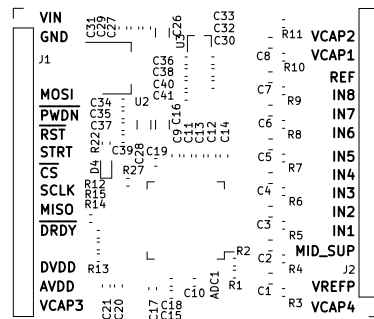 VIN
GND
J1
MOSI
PWDN
RST
STRT
CS
SCLK
MISO
DRDY
DVDD
AVDD
VCAP3
C31
C29
C27
C26
C33
C32
C30
U3
C36
C38
C40
C41
C34
C35
C37
U2
C16
R22
C39
C28
C19
C9
C11
C13
C12
C14
D4
R27
R12
R15
R14
R13
C21
C20
C17
C18
C15
C10
ADC1
R2
R1
R11
C8
R10
C7
R9
C6
R8
C5
R7
C4
R6
C3
R5
C2
R4
C1
R3
VCAP2
VCAP1
REF
IN8
IN7
IN6
IN5
IN4
IN3
IN2
IN1
MID_SUP
J2
VREFP
VCAP4